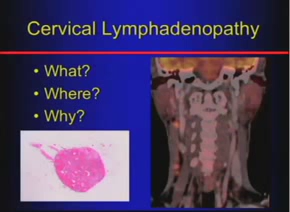 Cervical Lymphadenopathy
• What?
• Where?
• Why?